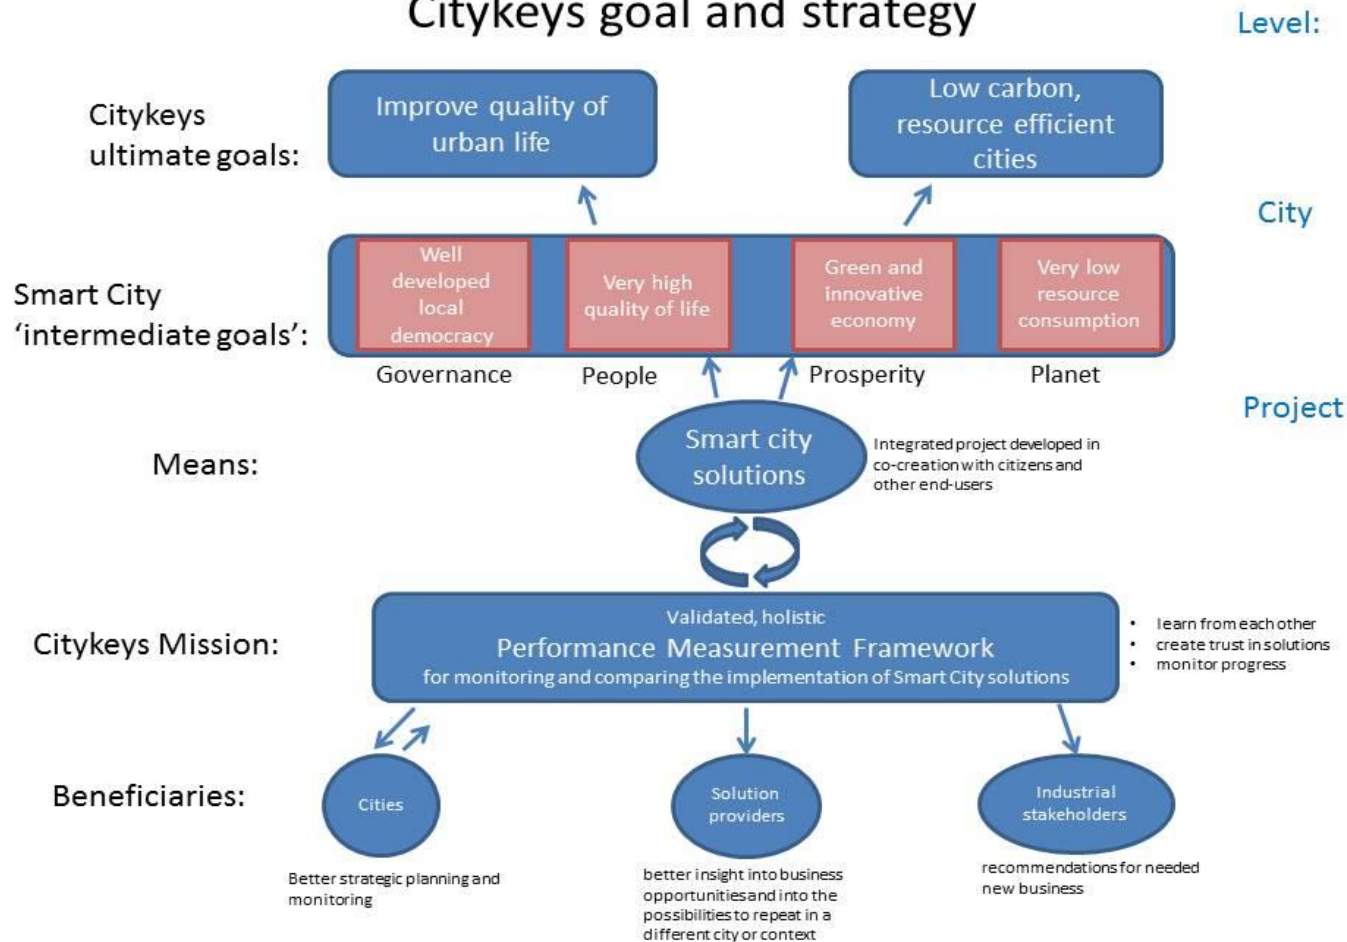 Citykeys goal and strategy
Level:
Citykeys
ultimate goals:
Improve quality of
urban life
Low carbon,
resource efficient
cities
City
Smart City
‘intermediate goals’:
Well
developed
local
democracy
Very high
quality of life
Green and
innovative
economy
Very low
resource
consumption
Governance
People
Prosperity
Planet
Project
Means:
Smart city
solutions
Integrated project developed in
co-creation with citizens and
other end-users
Citykeys Mission:
Validated, holistic
Performance Measurement Framework
for monitoring and comparing the implementation of Smart City solutions
• learn from each other
• create trust in solutions
• monitor progress
Beneficiaries:
Cities
Solution
providers
Industrial
stakeholders
Better strategic planning and
monitoring
better insight into business
opportunities and into the
possibilities to repeat in a
different city or context
recommendations for needed
new business